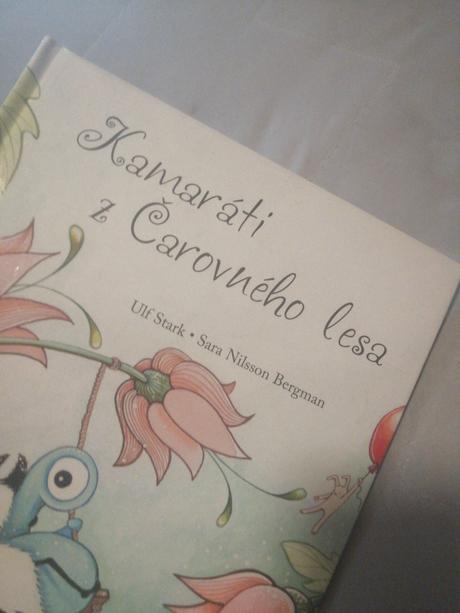 Kamaráti
z Čarovného lesa
Ulf Stark • Sara Nilsson Bergman